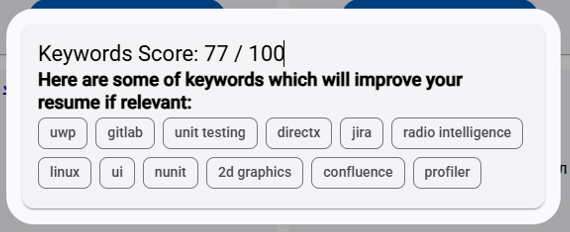 Keywords Score: 77 / 100
Here are some of keywords which will improve your
resume if relevant:
uwp gitlab unit testing directx jira radio intelligence
linux ui nunit 2d graphics confluence profiler